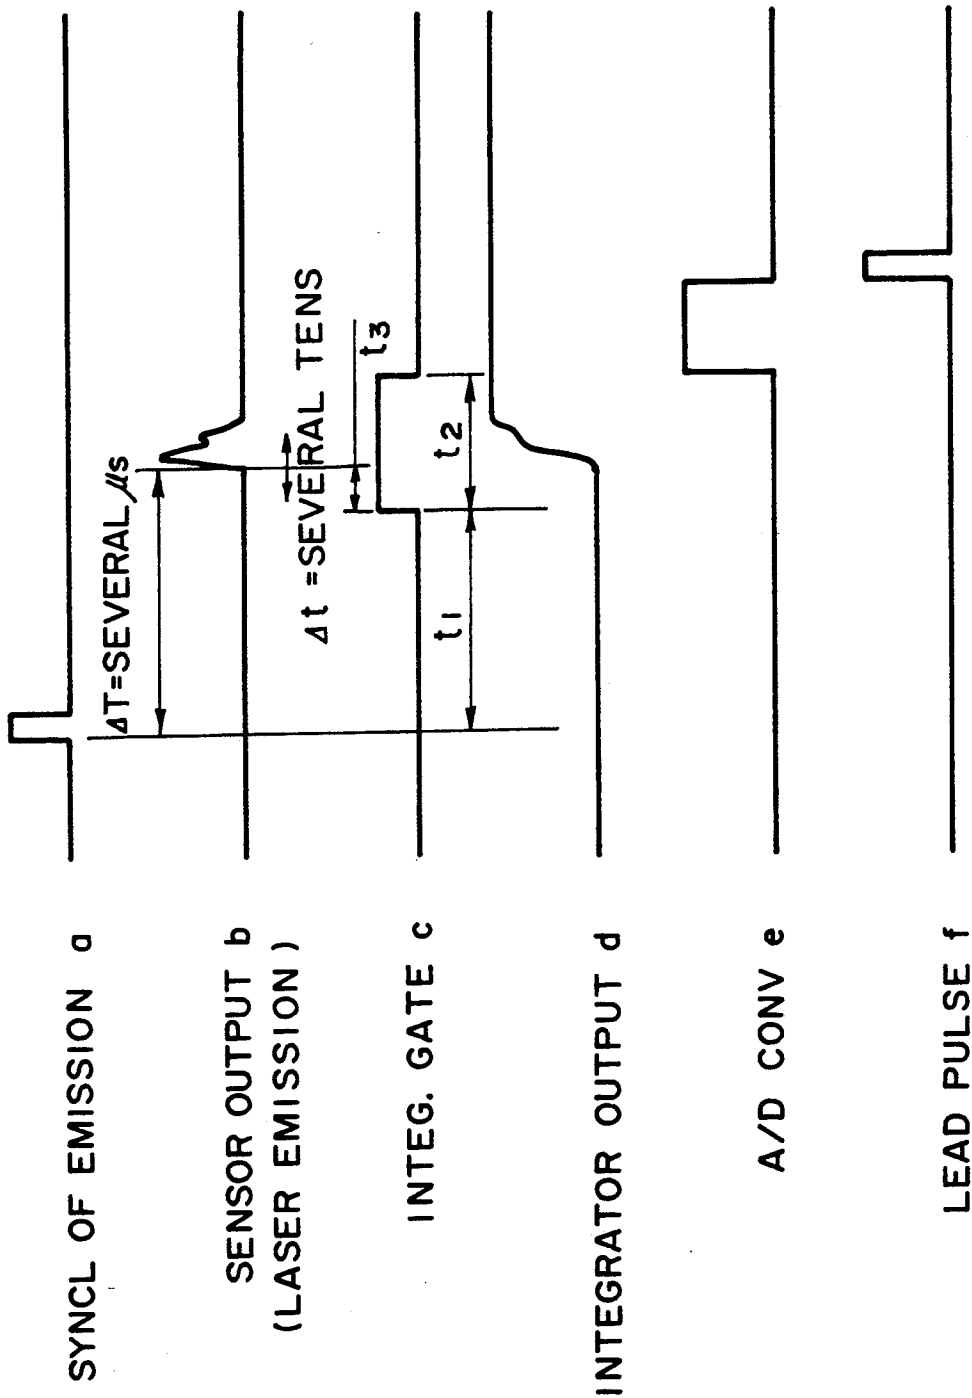 SYNCL OF EMISSION a
ΔT=SEVERAL μs
SENSOR OUTPUT b
(LASER EMISSION)
Δt=SEVERAL TENS
t3
INTEG. GATE c
t1
t2
INTEGRATOR OUTPUT d
A/D CONV e
LEAD PULSE f